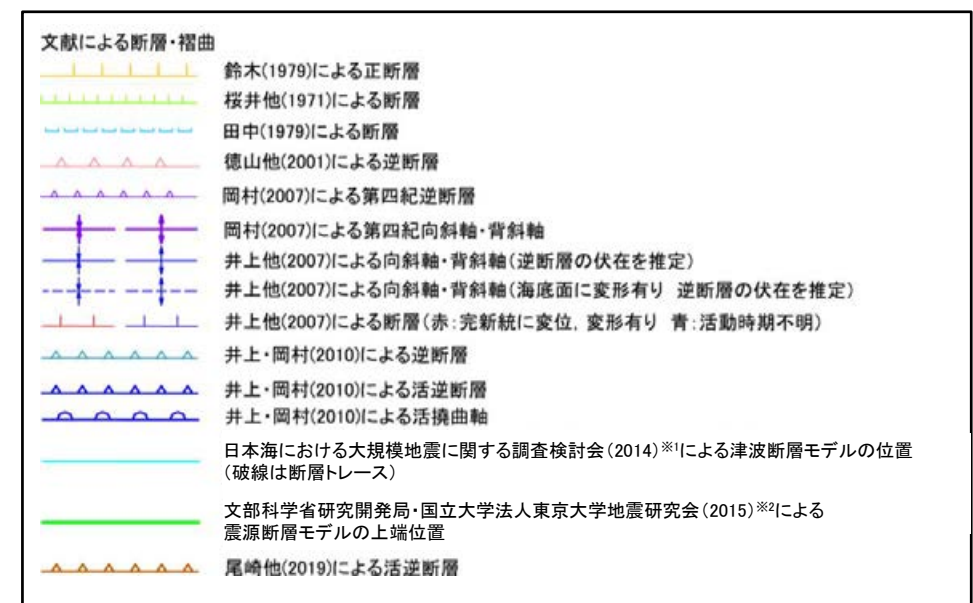 文献による断層・褶曲
鈴木(1979)による正断層
桜井他(1971)による断層
田中(1979)による断層
徳山他(2001)による逆断層
岡村(2007)による第四紀逆断層
岡村(2007)による第四紀向斜軸・背斜軸
井上他(2007)による向斜軸・背斜軸(逆断層の伏在を推定)
井上他(2007)による向斜軸・背斜軸(海底面に変形有り 逆断層の伏在を推定)
井上他(2007)による断層(赤:完新統に変位, 変形有り 青:活動時期不明)
井上・岡村(2010)による逆断層
井上・岡村(2010)による活逆断層
井上・岡村(2010)による活撓曲軸
日本海における大規模地震に関する調査検討会(2014)※1による津波断層モデルの位置
(破線は断層トレース)
文部科学省研究開発局・国立大学法人東京大学地震研究会(2015)※2による
震源断層モデルの上端位置
尾崎他(2019)による活逆断層